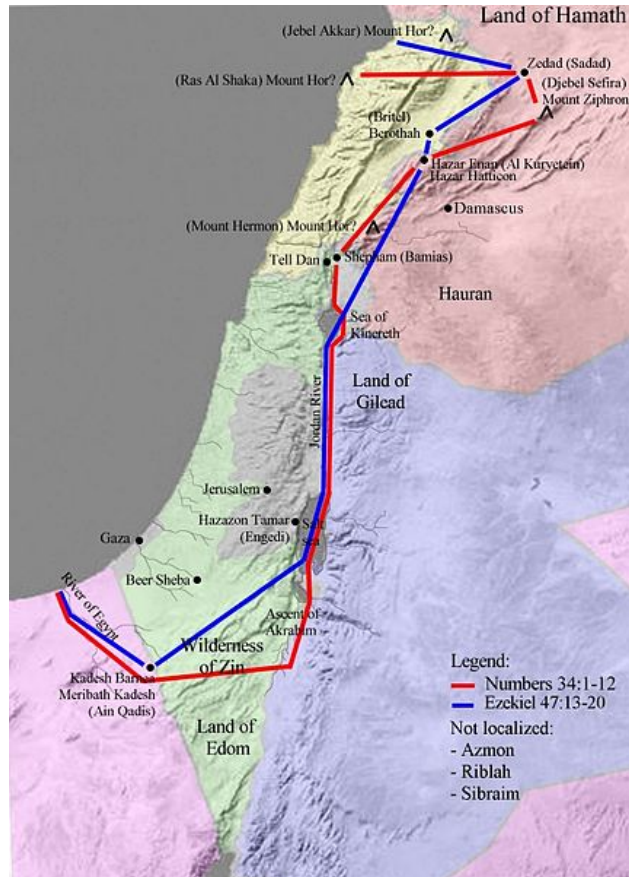 Land of Hamath
(Jebel Akkar) Mount Hor?
Zedad (Sadad)
(Ras Al Shaka) Mount Hor?
(Djebel Sefira)
Mount Ziphron
(Britel)
Berothah
Hazar Enan (Al Kuryetein)
Hazar Hatticon
Damascus
(Mount Hermon) Mount Hor?
Tell Dan
Shepham (Bamias)
Hauran
Sea of
Kinereth
Land of
Gilead
Jordan River
Jerusalem
Hazazon Tamar
(Engedi)
Salt
sea
Gaza
Beer Sheba
River of Egypt
Ascent of
Akrabim
Wilderness
of Zin
Kadesh Barnea
Meribath Kadesh
(Ain Qadis)
Land of
Edom
Legend:
Numbers 34:1-12
Ezekiel 47:13-20
Not localized:
- Azmon
- Riblah
- Sibraim